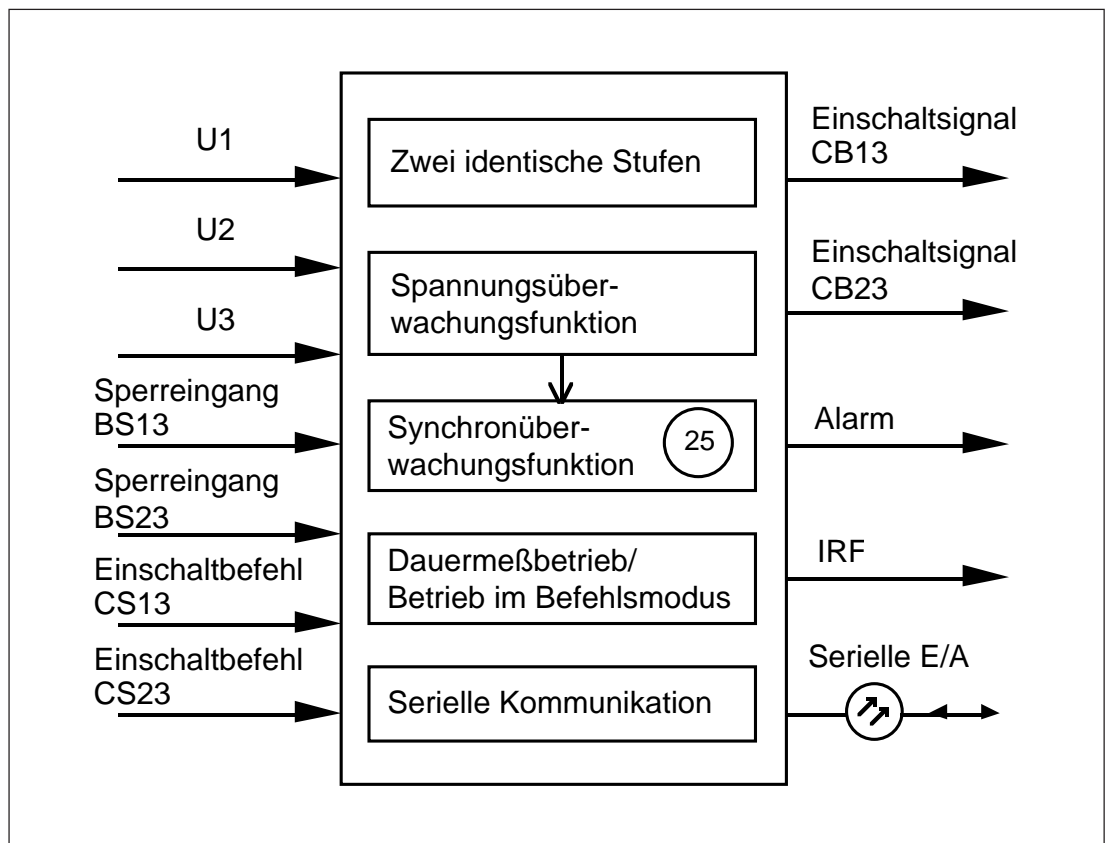 U1
U2
U3
Sperreingang
BS13
Sperreingang
BS23
Einschaltbefehl
CS13
Einschaltbefehl
CS23
Zwei identische Stufen
Spannungsüber-
wachungsfunktion
Synchronüber-
wachungsfunktion
25
Dauermeßbetrieb/
Betrieb im Befehlsmodus
Serielle Kommunikation
Einschaltsignal
CB13
Einschaltsignal
CB23
Alarm
IRF
Serielle E/A